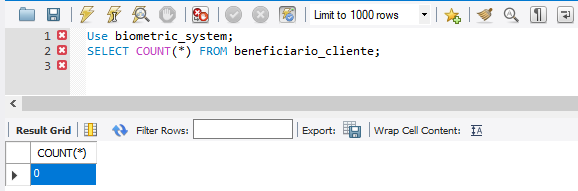 Limit to 1000 rows
1 Use biometric_system;
2 SELECT COUNT(*) FROM beneficiario_cliente;
3
Result Grid Filter Rows: Export: Wrap Cell Content:
COUNT(*)
0